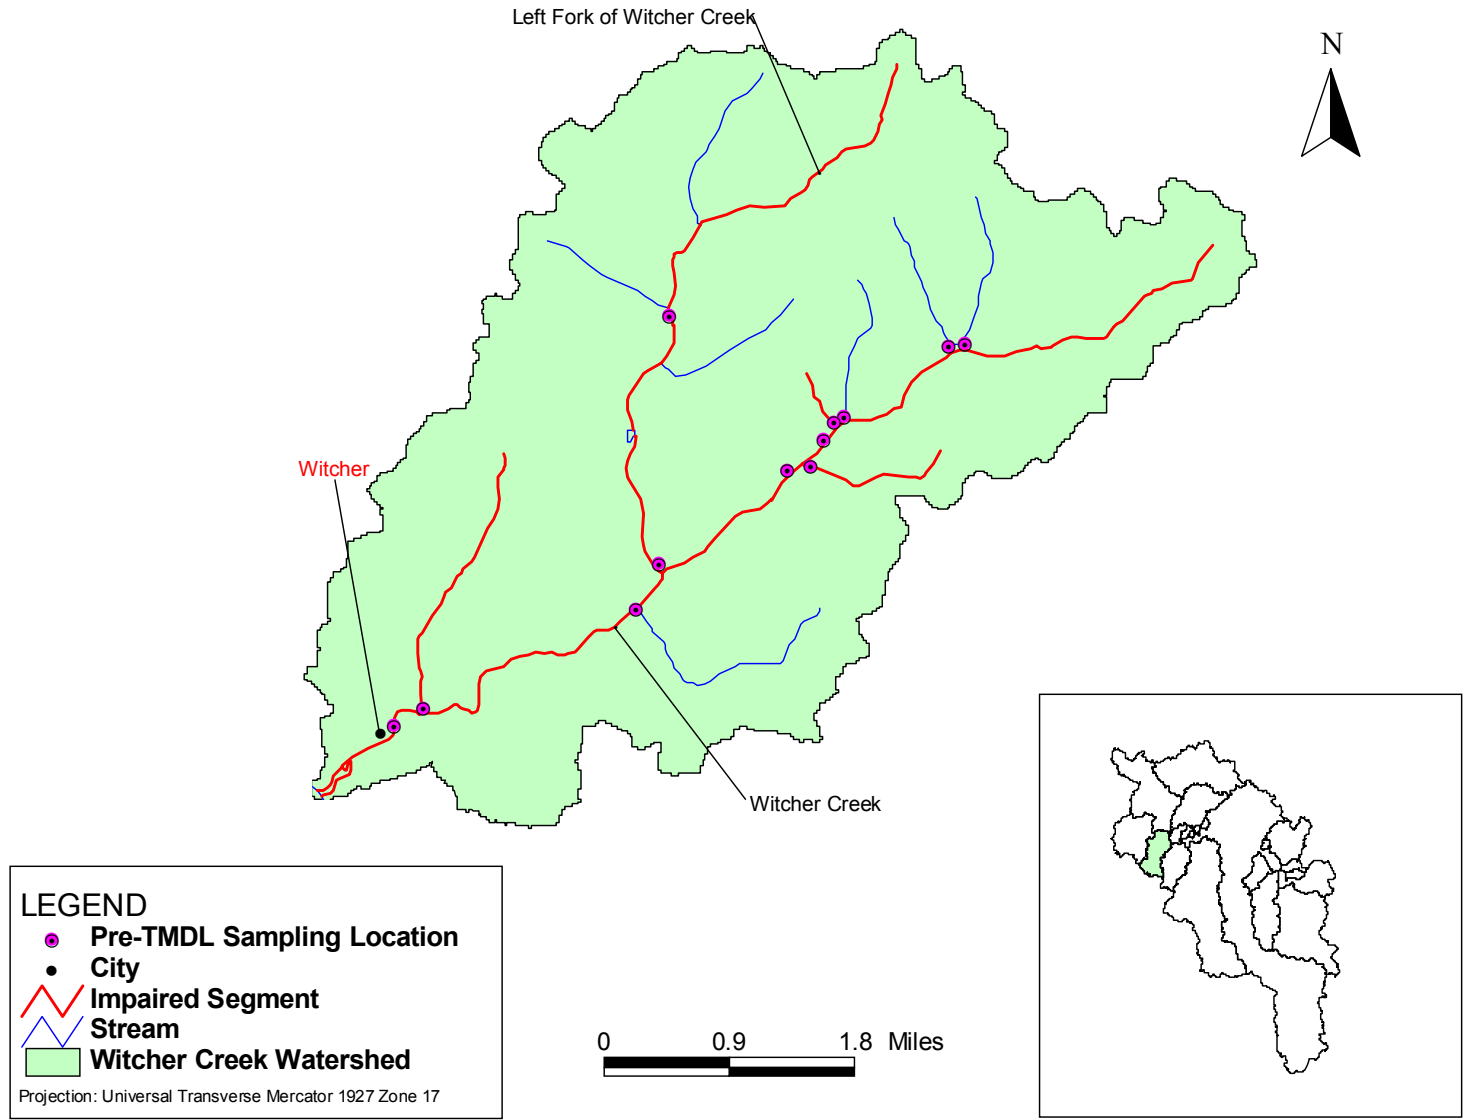 Left Fork of Witcher Creek
N
Witcher
Witcher Creek
LEGEND
Pre-TMDL Sampling Location
City
Impaired Segment
Stream
Witcher Creek Watershed
Projection: Universal Transverse Mercator 1927 Zone 17
0 0.9 1.8 Miles